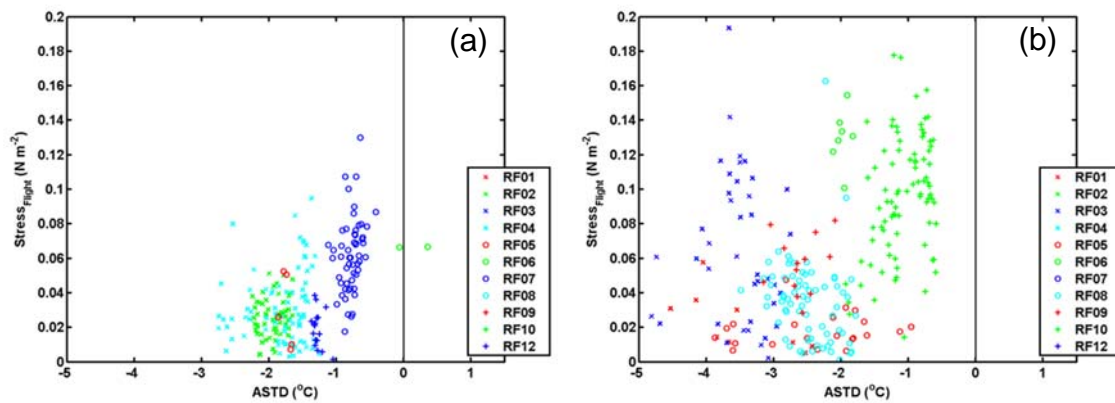 (a)
0.2
0.18
0.16
0.14
0.12
0.1
0.08
0.06
0.04
0.02
0
Stress_Flight (N m^-2)
-5 -4 -3 -2 -1 0 1
ASTD (°C)
RF01
RF02
RF03
RF04
RF05
RF06
RF07
RF08
RF09
RF10
RF12
(b)
0.2
0.18
0.16
0.14
0.12
0.1
0.08
0.06
0.04
0.02
0
Stress_Flight (N m^-2)
-5 -4 -3 -2 -1 0 1
ASTD (°C)
RF01
RF02
RF03
RF04
RF05
RF06
RF07
RF08
RF09
RF10
RF12